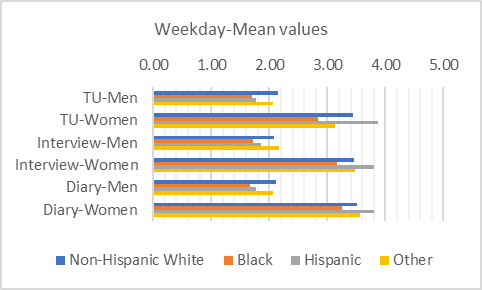 Weekday-Mean values
0.00 1.00 2.00 3.00 4.00 5.00
TU-Men
TU-Women
Interview-Men
Interview-Women
Diary-Men
Diary-Women
Non-Hispanic White Black Hispanic Other